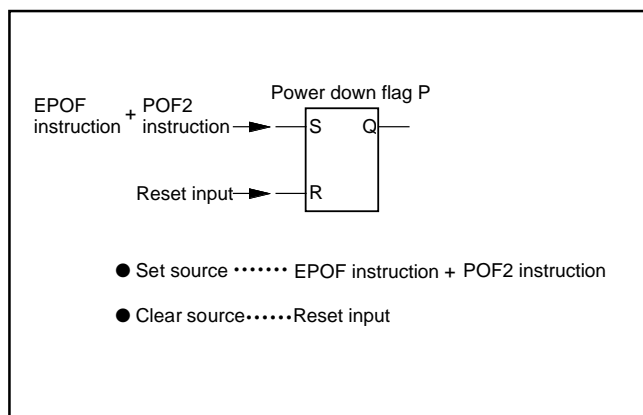 Power down flag P
EPOF instruction + POF2 instruction
S
Q
Reset input
R
● Set source ······· EPOF instruction + POF2 instruction
● Clear source ······ Reset input